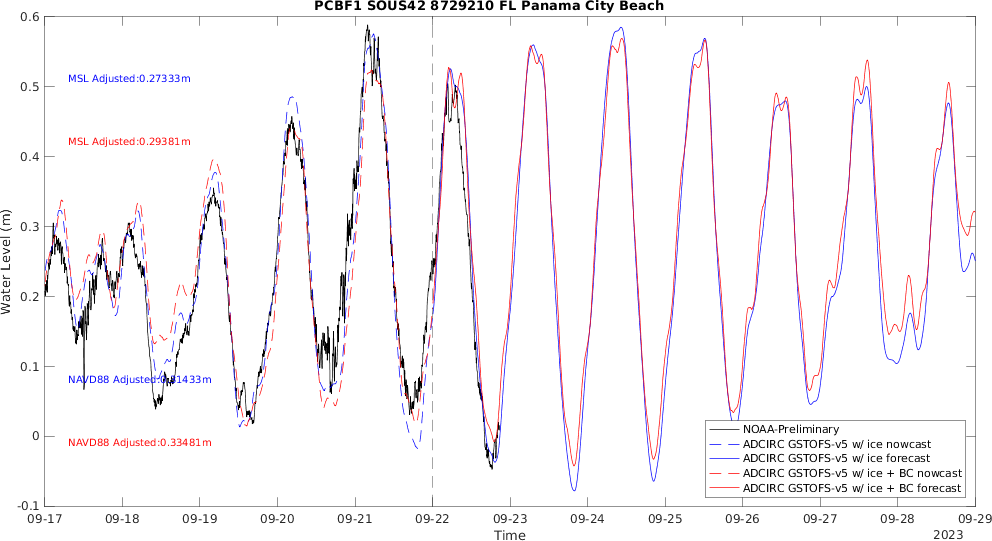 PCBF1 SOUS42 8729210 FL Panama City Beach
0.6
0.5
0.4
0.3
0.2
0.1
0
-0.1
Water Level (m)
MSL Adjusted:0.27333m
MSL Adjusted:0.29381m
NAVD88 Adjusted:0.31433m
NAVD88 Adjusted:0.33481m
NOAA-Preliminary
ADCIRC GSTOFS-v5 w/ ice nowcast
ADCIRC GSTOFS-v5 w/ ice forecast
ADCIRC GSTOFS-v5 w/ ice + BC nowcast
ADCIRC GSTOFS-v5 w/ ice + BC forecast
09-17 09-18 09-19 09-20 09-21 09-22 09-23 09-24 09-25 09-26 09-27 09-28 09-29
Time
2023